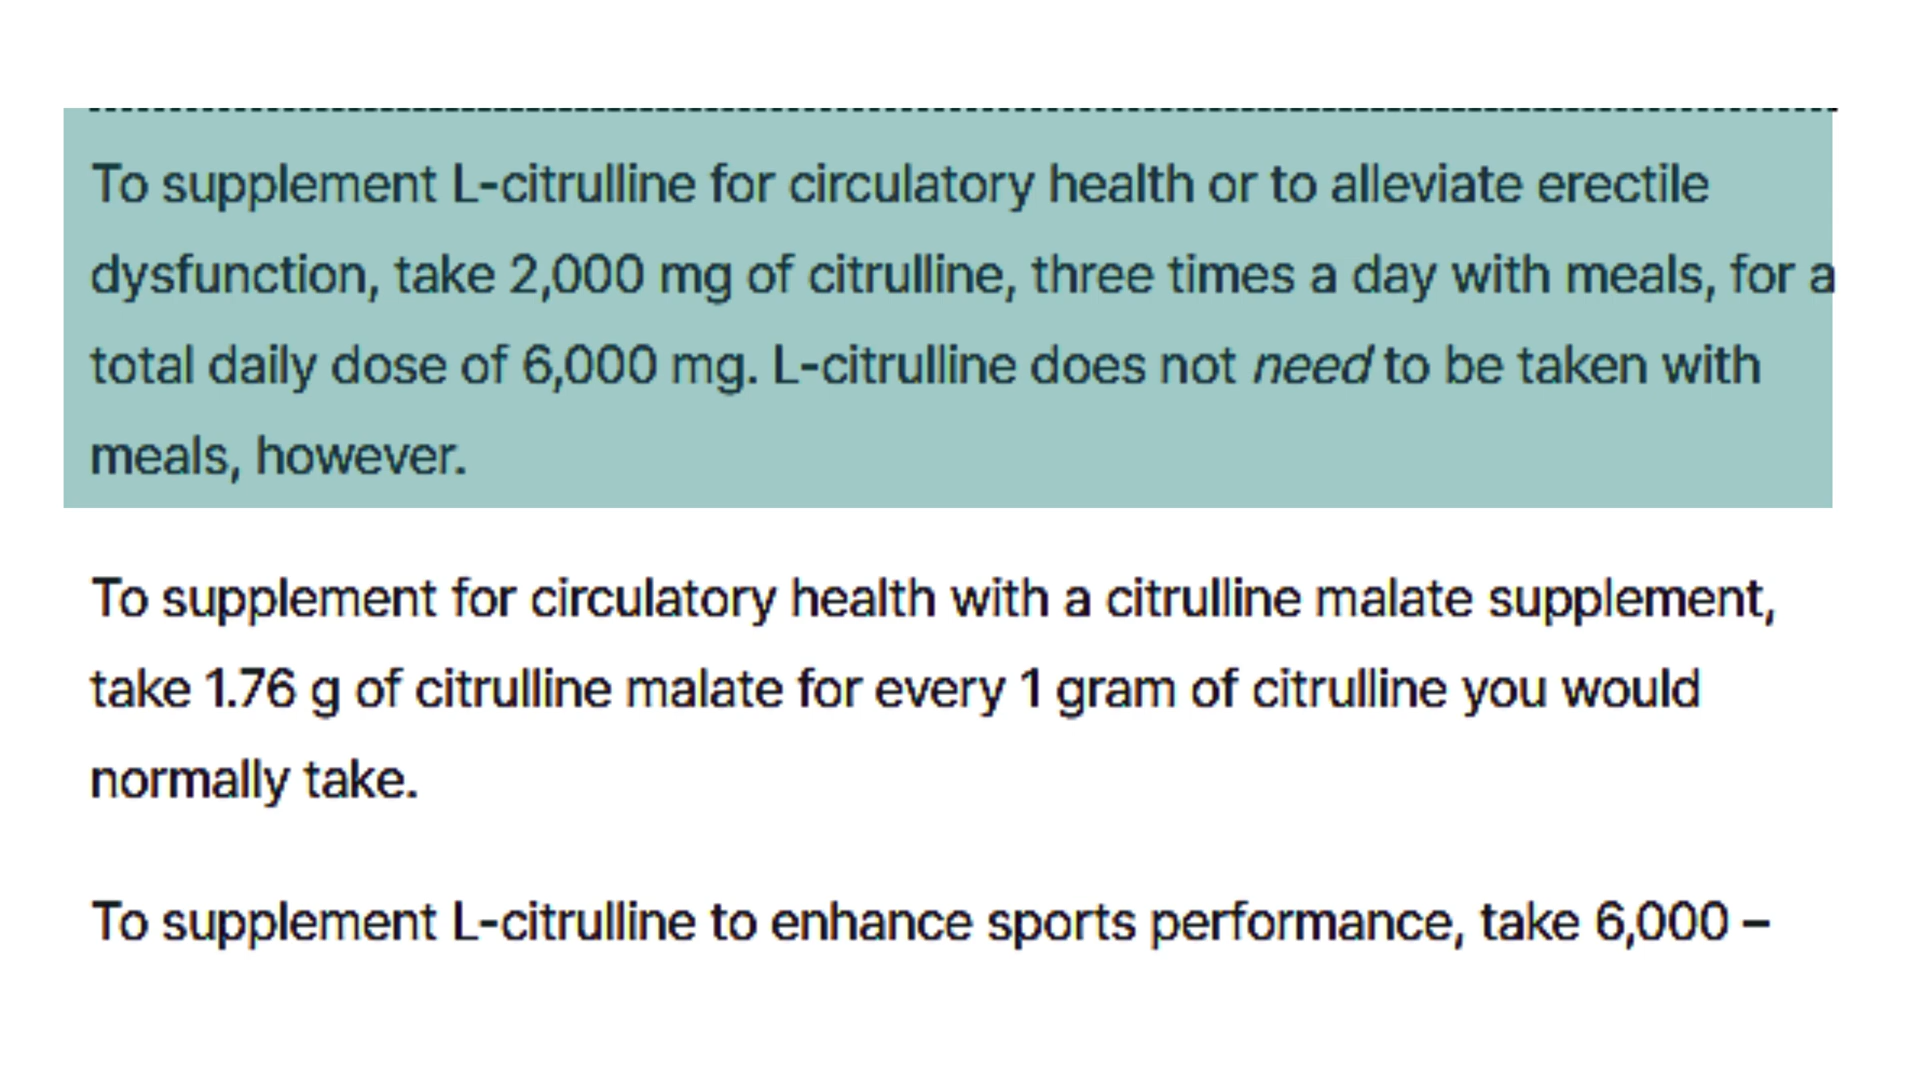 To supplement L-citrulline for circulatory health or to alleviate erectile
dysfunction, take 2,000 mg of citrulline, three times a day with meals, for a
total daily dose of 6,000 mg. L-citrulline does not need to be taken with
meals, however.
To supplement for circulatory health with a citrulline malate supplement,
take 1.76 g of citrulline malate for every 1 gram of citrulline you would
normally take.
To supplement L-citrulline to enhance sports performance, take 6,000 –